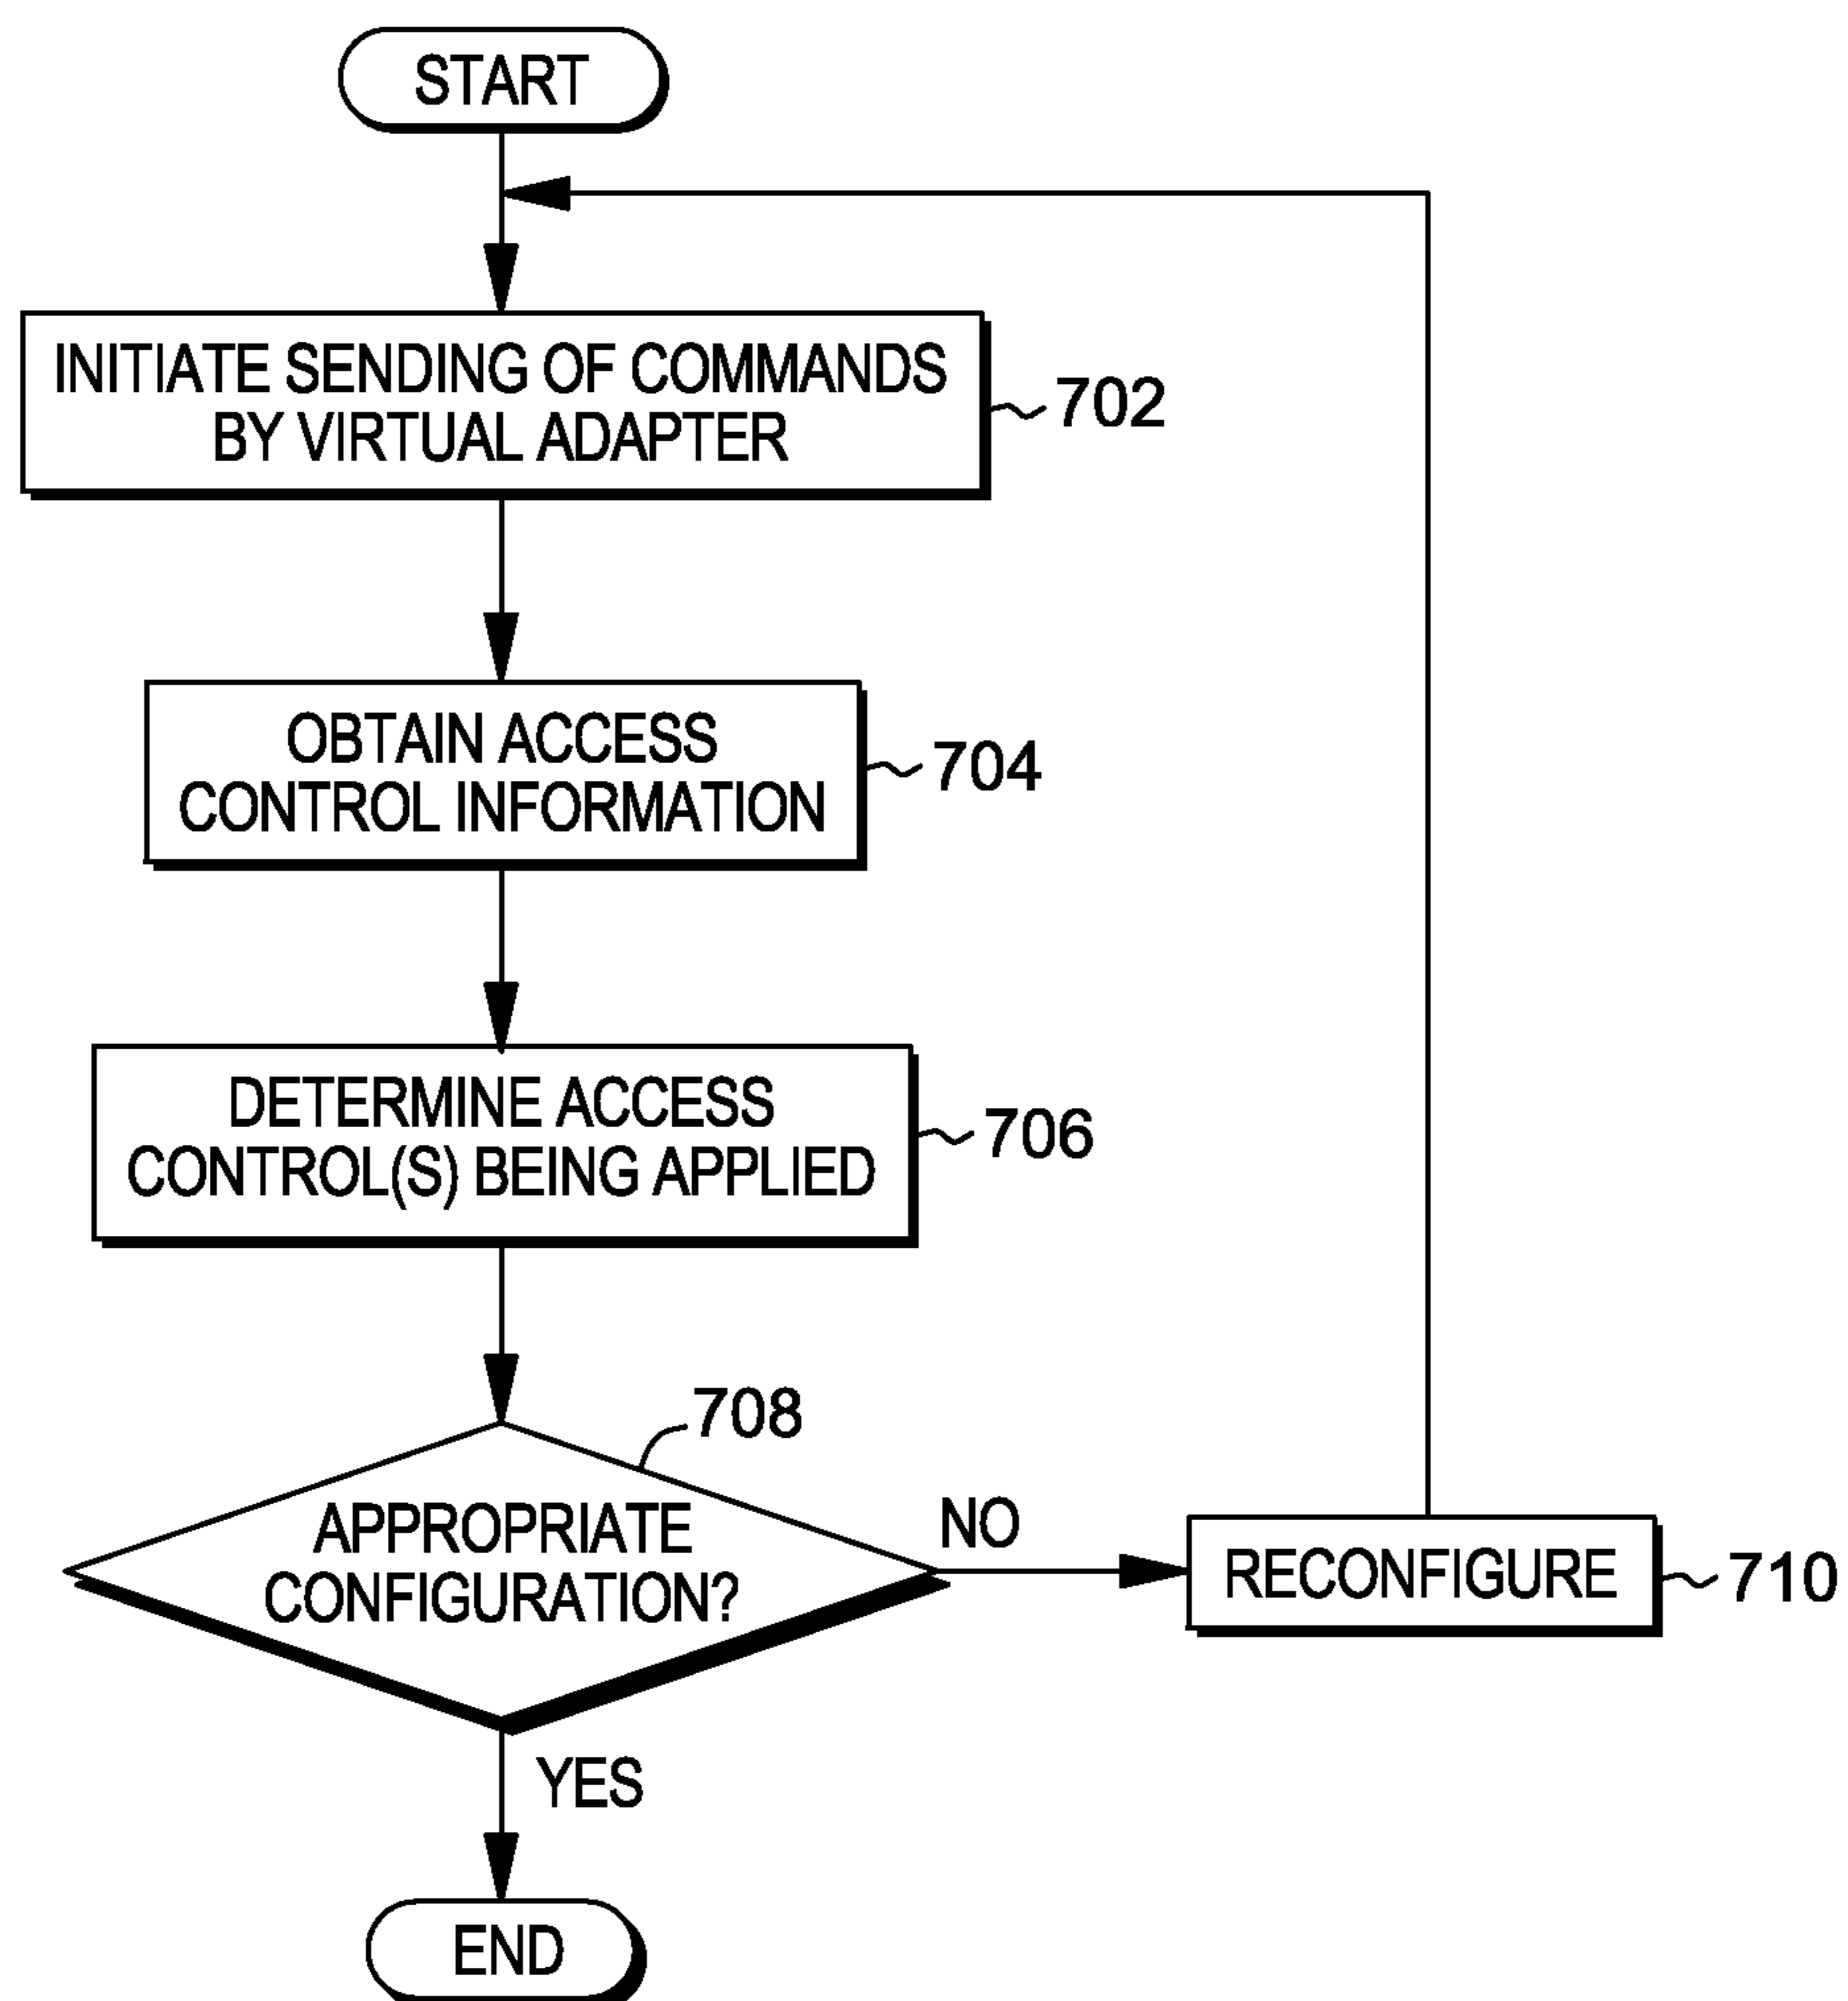 START
INITIATE SENDING OF COMMANDS
BY VIRTUAL ADAPTER
702
OBTAIN ACCESS
CONTROL INFORMATION
704
DETERMINE ACCESS
CONTROL(S) BEING APPLIED
706
708
APPROPRIATE
CONFIGURATION?
NO
RECONFIGURE
710
YES
END